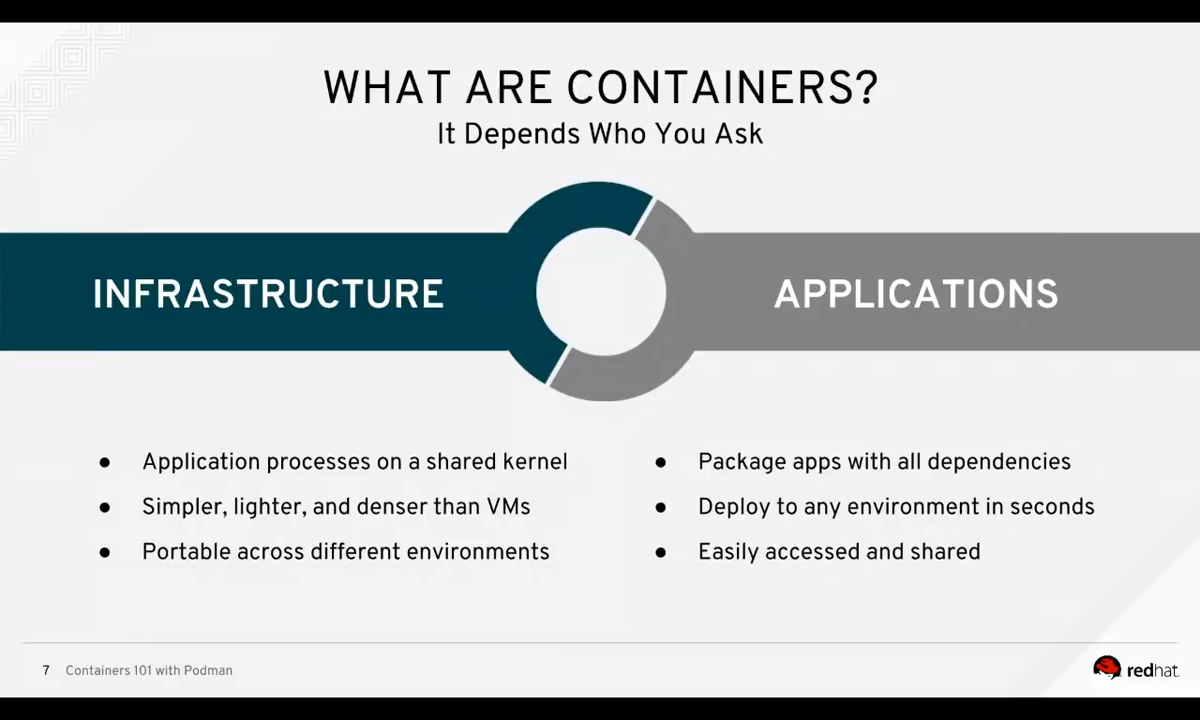 WHAT ARE CONTAINERS?
It Depends Who You Ask
INFRASTRUCTURE
APPLICATIONS
● Application processes on a shared kernel
● Simpler, lighter, and denser than VMs
● Portable across different environments
● Package apps with all dependencies
● Deploy to any environment in seconds
● Easily accessed and shared
7 Containers 101 with Podman
redhat.